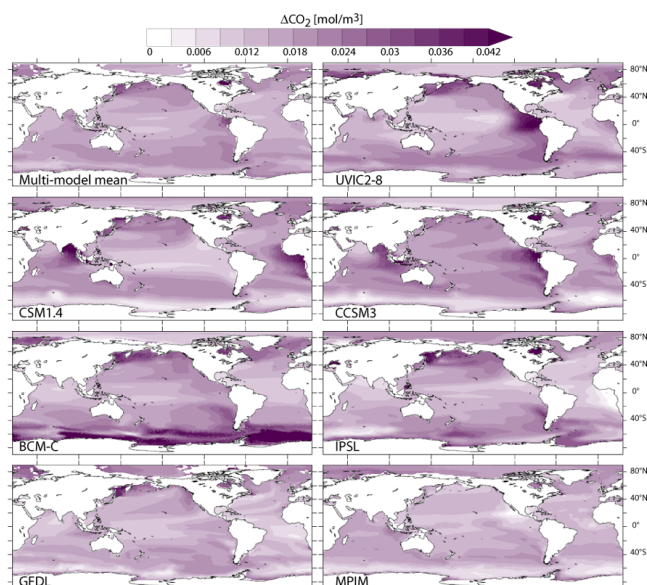 ΔCO₂ [mol/m³]
0 0.006 0.012 0.018 0.024 0.03 0.036 0.042
80°N
40°N
0°
40°S
Multi-model mean UVIC2-8
80°N
40°N
0°
40°S
CSM1.4 CCSM3
80°N
40°N
0°
40°S
BCM-C IPSL
80°N
40°N
0°
40°S
GFDL MPIM